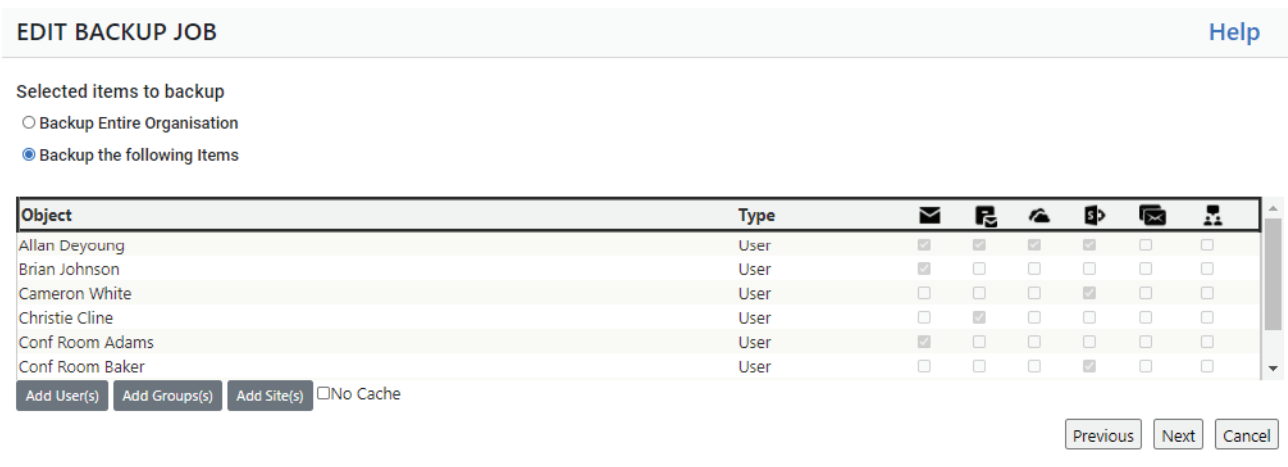 EDIT BACKUP JOB Help
Selected items to backup
Backup Entire Organisation
Backup the following Items
Object Type
Allan Deyoung User
Brian Johnson User
Cameron White User
Christie Cline User
Conf Room Adams User
Conf Room Baker User
Add User(s) Add Groups(s) Add Site(s) No Cache
Previous Next Cancel